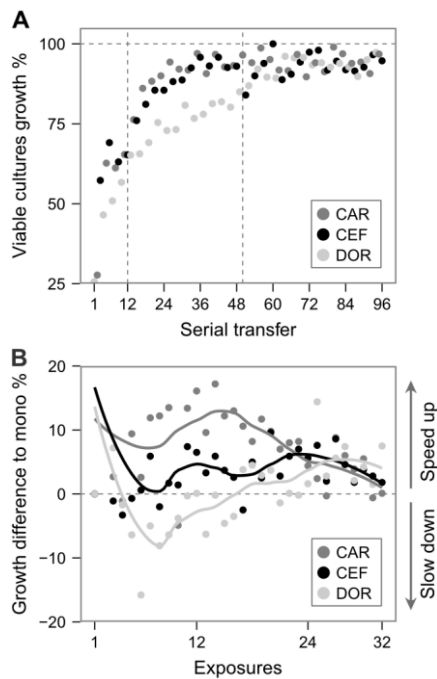 A
Viable cultures growth %
100
75
50
25
CAR
CEF
DOR
1 12 24 36 48 60 72 84 96
Serial transfer
B
Growth difference to mono %
20
10
0
−10
−20
CAR
CEF
DOR
Speed up
Slow down
1 12 24 32
Exposures